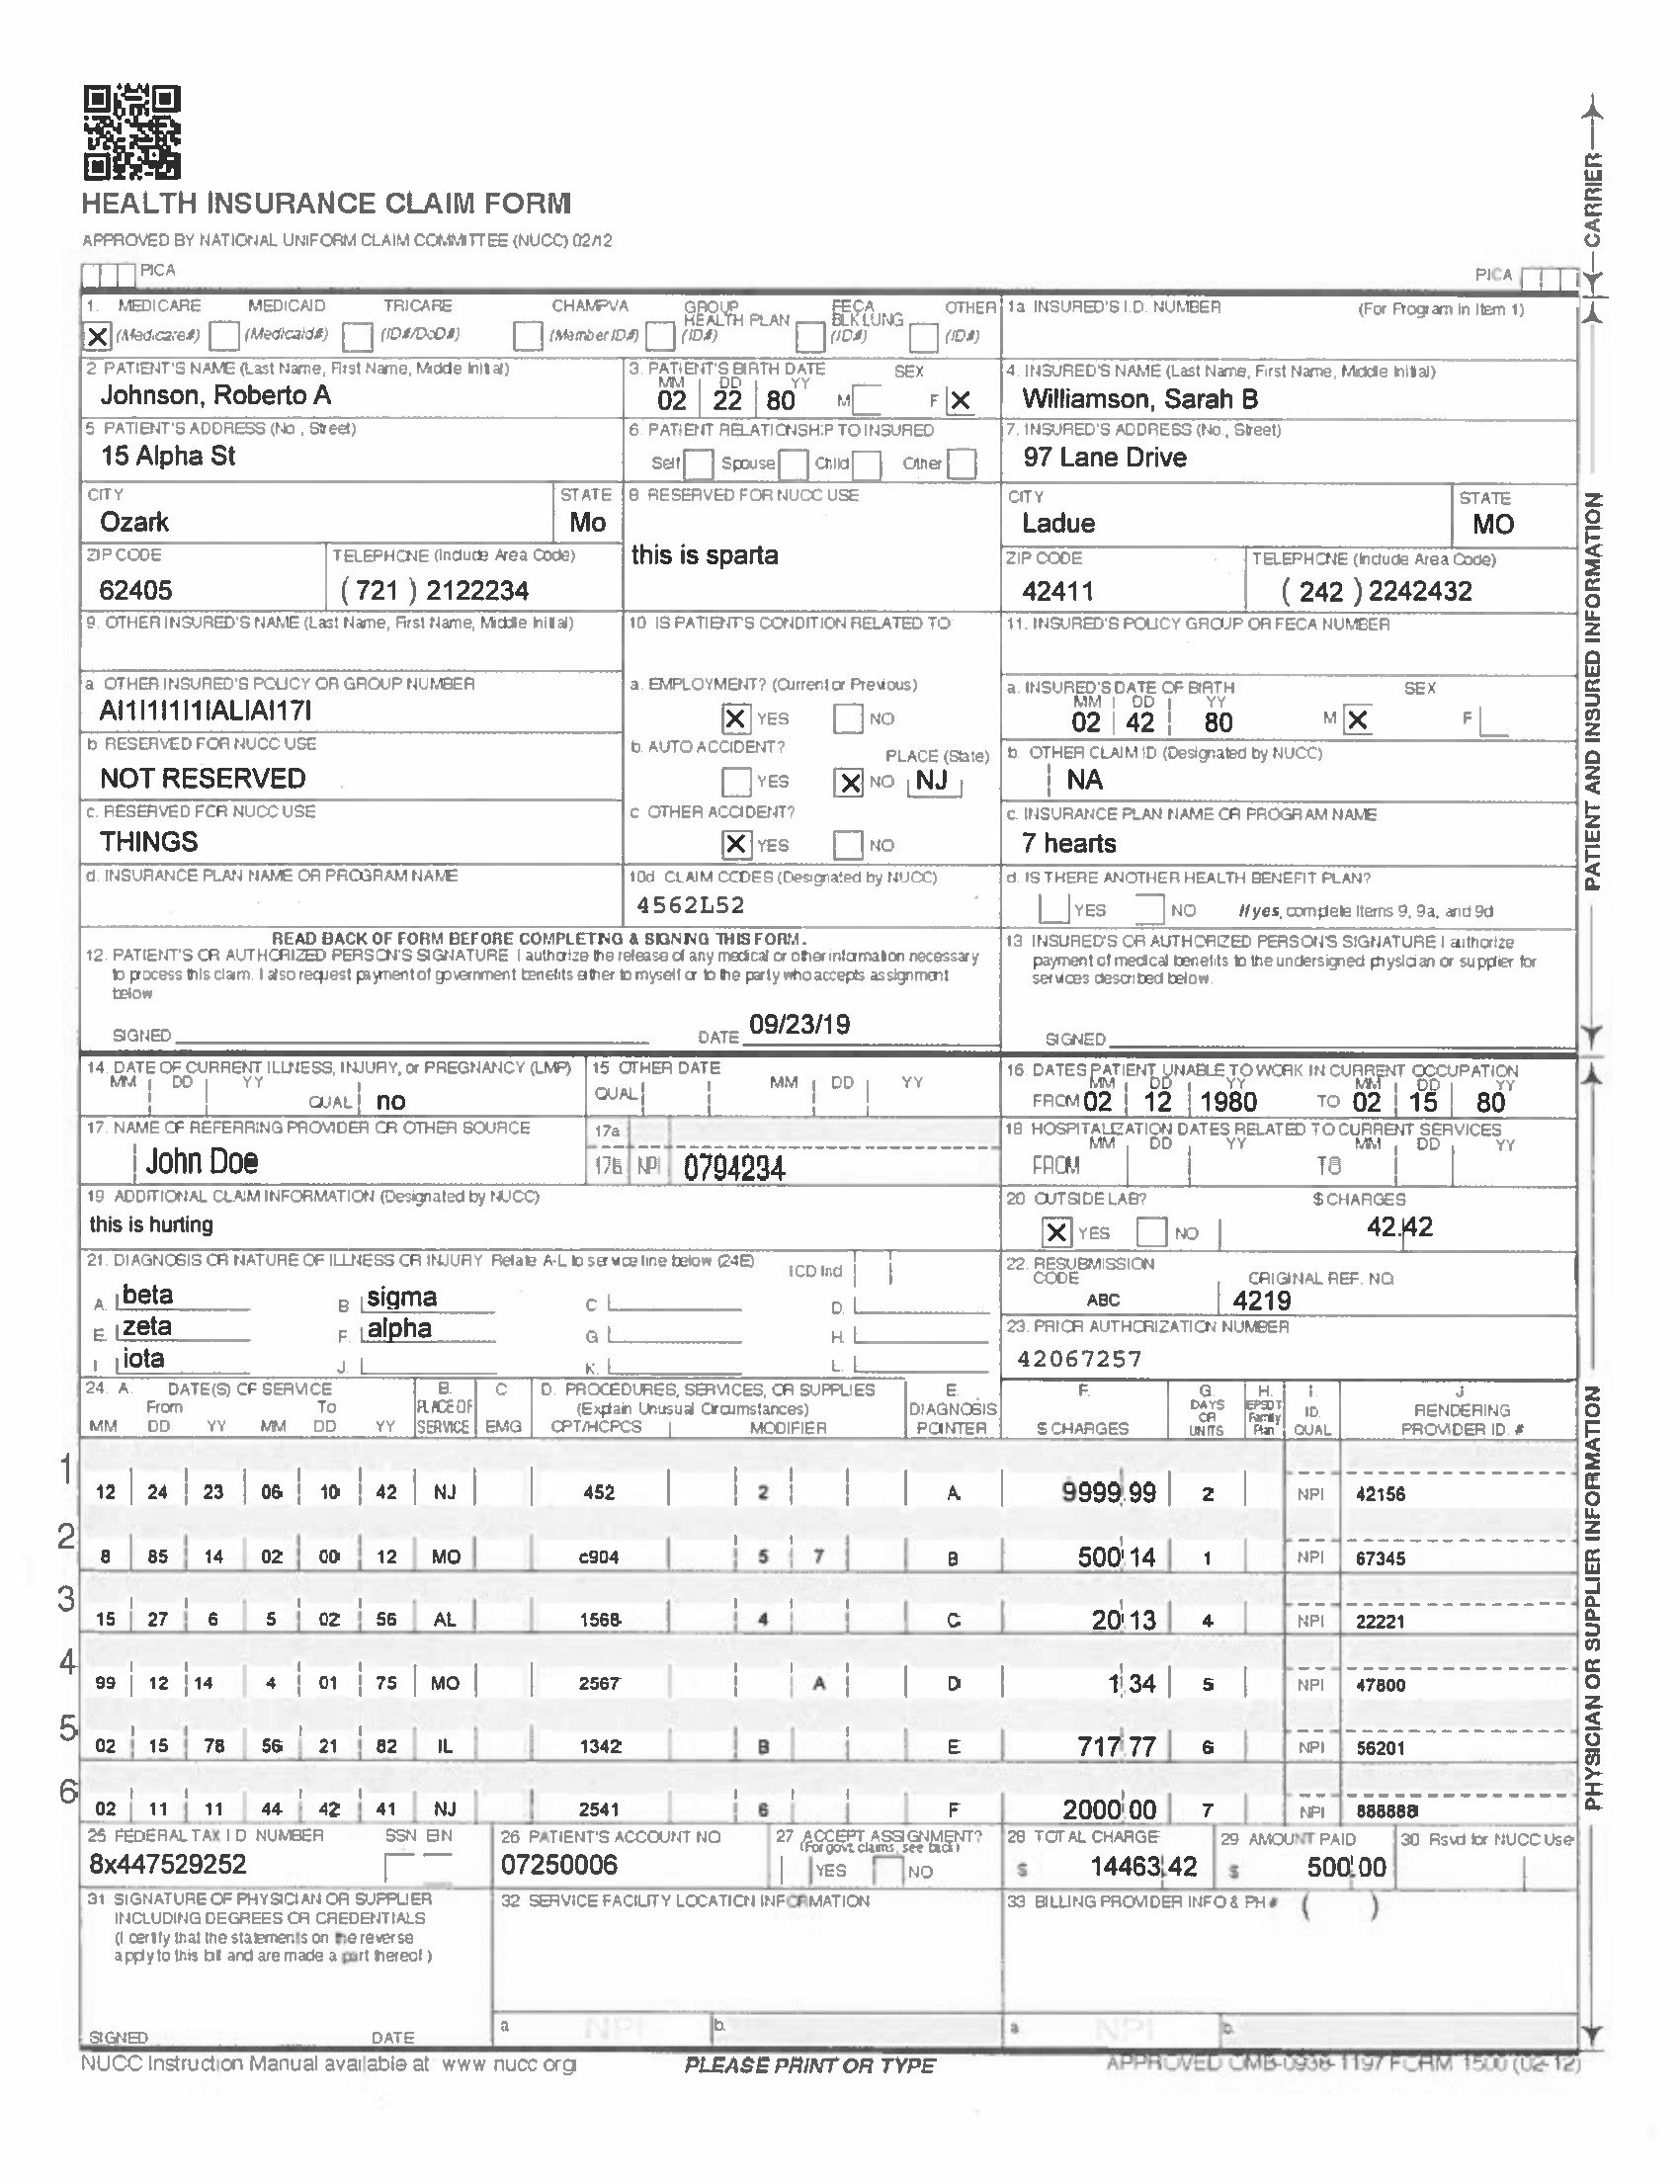 HEALTH INSURANCE CLAIM FORM
APPROVED BY NATIONAL UNIFORM CLAIM COMMITTEE (NUCC) 02/12
PICA
PICA
CARRIER
1. MEDICARE MEDICAID TRICARE CHAMPVA GROUP HEALTH PLAN FECA BLK LUNG OTHER
X (Medicare#) (Medicaid#) (ID#/DoD#) (Member ID#) (ID#) (ID#) (ID#)
1a INSURED'S I.D. NUMBER (For Program in Item 1)
2 PATIENT'S NAME (Last Name, First Name, Middle Initial)
Johnson, Roberto A
3. PATIENT'S BIRTH DATE SEX
MM DD YY
02 22 80 M F X
4. INSURED'S NAME (Last Name, First Name, Middle Initial)
Williamson, Sarah B
5 PATIENT'S ADDRESS (No., Street)
15 Alpha St
6 PATIENT RELATIONSHIP TO INSURED
Self Spouse Child Other
7. INSURED'S ADDRESS (No., Street)
97 Lane Drive
CITY STATE
Ozark Mo
8 RESERVED FOR NUCC USE
this is sparta
CITY STATE
Ladue MO
ZIP CODE TELEPHONE (Include Area Code)
62405 ( 721 ) 2122234
ZIP CODE TELEPHONE (Include Area Code)
42411 ( 242 ) 2242432
9. OTHER INSURED'S NAME (Last Name, First Name, Middle Initial)
10 IS PATIENT'S CONDITION RELATED TO
11. INSURED'S POLICY GROUP OR FECA NUMBER
a OTHER INSURED'S POLICY OR GROUP NUMBER
AI1I1I1I1IALIAI17I
a. EMPLOYMENT? (Current or Previous)
X YES NO
a. INSURED'S DATE OF BIRTH SEX
MM DD YY
02 42 80 M X F
b RESERVED FOR NUCC USE
NOT RESERVED
b. AUTO ACCIDENT? PLACE (State)
YES X NO NJ
b. OTHER CLAIM ID (Designated by NUCC)
NA
c. RESERVED FOR NUCC USE
THINGS
c OTHER ACCIDENT?
X YES NO
c. INSURANCE PLAN NAME OR PROGRAM NAME
7 hearts
d. INSURANCE PLAN NAME OR PROGRAM NAME
10d CLAIM CODES (Designated by NUCC)
4562L52
d. IS THERE ANOTHER HEALTH BENEFIT PLAN?
YES NO If yes, complete Items 9, 9a, and 9d
READ BACK OF FORM BEFORE COMPLETING & SIGNING THIS FORM.
12. PATIENT'S OR AUTHORIZED PERSON'S SIGNATURE I authorize the release of any medical or other information necessary
to process this claim. I also request payment of government benefits either to myself or to the party who accepts assignment
below
SIGNED DATE 09/23/19
13 INSURED'S OR AUTHORIZED PERSON'S SIGNATURE I authorize
payment of medical benefits to the undersigned physician or supplier for
services described below.
SIGNED
PATIENT AND INSURED INFORMATION
14. DATE OF CURRENT ILLNESS, INJURY, or PREGNANCY (LMP)
MM DD YY
QUAL no
15 OTHER DATE
QUAL MM DD YY
16 DATES PATIENT UNABLE TO WORK IN CURRENT OCCUPATION
MM DD YY MM DD YY
FROM 02 12 1980 TO 02 15 80
17. NAME OF REFERRING PROVIDER OR OTHER SOURCE
John Doe
17a
17b NPI 0794234
18 HOSPITALIZATION DATES RELATED TO CURRENT SERVICES
MM DD YY MM DD YY
FROM TO
19 ADDITIONAL CLAIM INFORMATION (Designated by NUCC)
this is hurting
20 OUTSIDE LAB? $ CHARGES
X YES NO 42.42
21. DIAGNOSIS OR NATURE OF ILLNESS OR INJURY Relate A-L to service line below (24E) ICD Ind
A. beta B sigma C D.
E. zeta F. alpha G H.
I iota J. K. L.
22. RESUBMISSION CODE ORIGINAL REF. NO
ABC 4219
23. PRIOR AUTHORIZATION NUMBER
42067257
24. A. DATE(S) OF SERVICE B. C D. PROCEDURES, SERVICES, OR SUPPLIES E. F. G. H. I. J
From To PLACE OF (Explain Unusual Circumstances) DIAGNOSIS DAYS OR UNITS EPSDT Family Plan ID. QUAL RENDERING
MM DD YY MM DD YY SERVICE EMG CPT/HCPCS MODIFIER POINTER $ CHARGES PROVIDER ID. #
1 12 24 23 06 10 42 NJ 452 2 A 9999 99 2 NPI 42156
2 8 85 14 02 00 12 MO c904 5 7 B 500 14 1 NPI 67345
3 15 27 6 5 02 56 AL 1568 4 C 20 13 4 NPI 22221
4 99 12 14 4 01 75 MO 2567 A D 1 34 5 NPI 47800
5 02 15 78 56 21 82 IL 1342 B E 717 77 6 NPI 56201
6 02 11 11 44 42 41 NJ 2541 6 F 2000 00 7 NPI 888888
25 FEDERAL TAX I D NUMBER SSN EIN
8x447529252
26 PATIENT'S ACCOUNT NO
07250006
27 ACCEPT ASSIGNMENT?
(For govt. claims, see back)
YES NO
28 TOTAL CHARGE
$ 14463 42
29 AMOUNT PAID
$ 500 00
30 Rsvd for NUCC Use
31 SIGNATURE OF PHYSICIAN OR SUPPLIER
INCLUDING DEGREES OR CREDENTIALS
(I certify that the statements on the reverse
apply to this bill and are made a part thereof)
SIGNED DATE
32 SERVICE FACILITY LOCATION INFORMATION
a NPI b.
33 BILLING PROVIDER INFO & PH # ( )
a NPI b.
PHYSICIAN OR SUPPLIER INFORMATION
NUCC Instruction Manual available at www nucc org
PLEASE PRINT OR TYPE
APPROVED OMB-0938-1197 FORM 1500 (02-12)